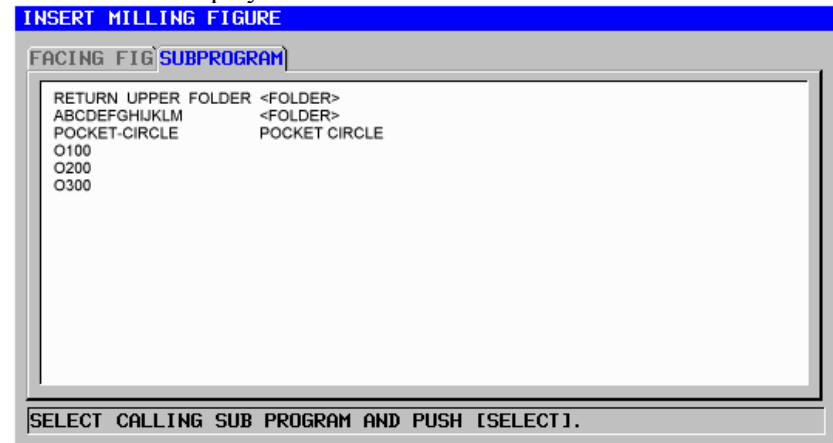 INSERT MILLING FIGURE
FACING FIG SUBPROGRAM
RETURN UPPER FOLDER <FOLDER>
ABCDEFGHIJKLM <FOLDER>
POCKET-CIRCLE POCKET CIRCLE
O100
O200
O300
SELECT CALLING SUB PROGRAM AND PUSH [SELECT].